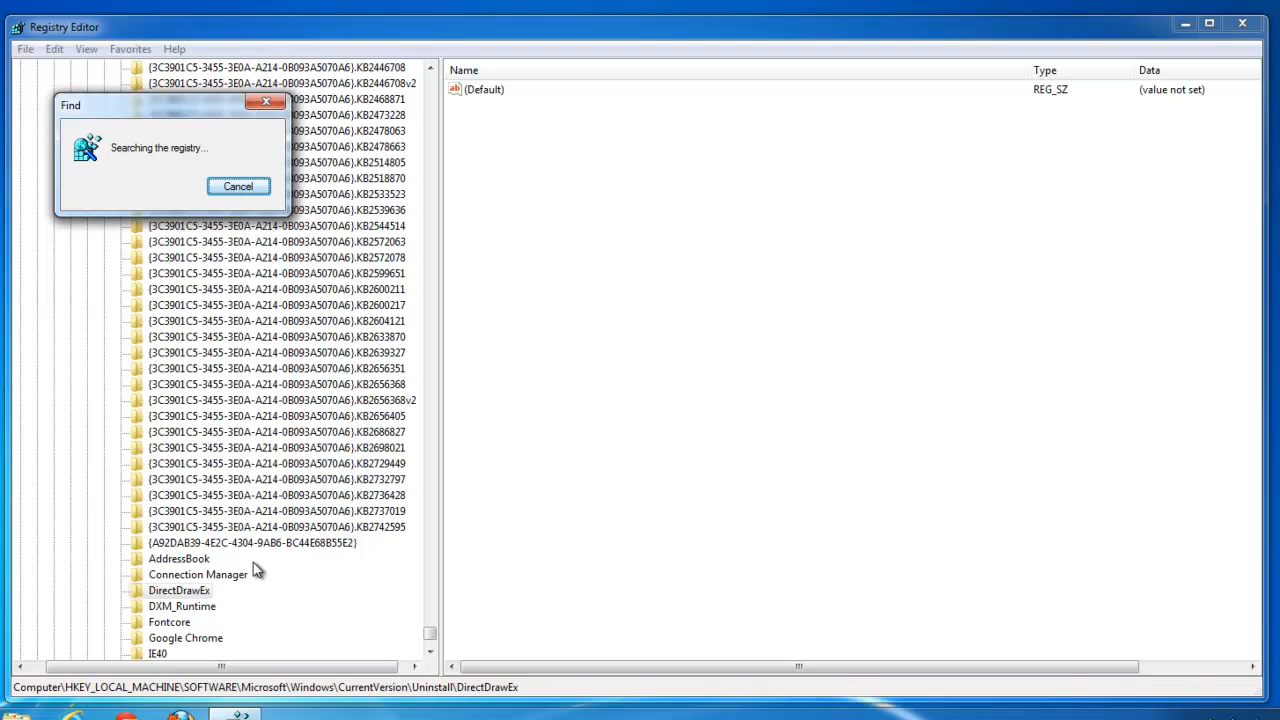 Registry Editor
File Edit View Favorites Help
{3C3901C5-3455-3E0A-A214-0B093A5070A6}.KB2446708
{3C3901C5-3455-3E0A-A214-0B093A5070A6}.KB2446708v2
Find
Searching the registry...
Cancel
0B093A5070A6}.KB2468871
0B093A5070A6}.KB2473228
0B093A5070A6}.KB2478063
0B093A5070A6}.KB2478663
0B093A5070A6}.KB2514805
0B093A5070A6}.KB2518870
0B093A5070A6}.KB2533523
0B093A5070A6}.KB2539636
{3C3901C5-3455-3E0A-A214-0B093A5070A6}.KB2544514
{3C3901C5-3455-3E0A-A214-0B093A5070A6}.KB2572063
{3C3901C5-3455-3E0A-A214-0B093A5070A6}.KB2572078
{3C3901C5-3455-3E0A-A214-0B093A5070A6}.KB2599651
{3C3901C5-3455-3E0A-A214-0B093A5070A6}.KB2600211
{3C3901C5-3455-3E0A-A214-0B093A5070A6}.KB2600217
{3C3901C5-3455-3E0A-A214-0B093A5070A6}.KB2604121
{3C3901C5-3455-3E0A-A214-0B093A5070A6}.KB2633870
{3C3901C5-3455-3E0A-A214-0B093A5070A6}.KB2639327
{3C3901C5-3455-3E0A-A214-0B093A5070A6}.KB2656351
{3C3901C5-3455-3E0A-A214-0B093A5070A6}.KB2656368
{3C3901C5-3455-3E0A-A214-0B093A5070A6}.KB2656368v2
{3C3901C5-3455-3E0A-A214-0B093A5070A6}.KB2656405
{3C3901C5-3455-3E0A-A214-0B093A5070A6}.KB2686827
{3C3901C5-3455-3E0A-A214-0B093A5070A6}.KB2698021
{3C3901C5-3455-3E0A-A214-0B093A5070A6}.KB2729449
{3C3901C5-3455-3E0A-A214-0B093A5070A6}.KB2732797
{3C3901C5-3455-3E0A-A214-0B093A5070A6}.KB2736428
{3C3901C5-3455-3E0A-A214-0B093A5070A6}.KB2737019
{3C3901C5-3455-3E0A-A214-0B093A5070A6}.KB2742595
{A92DAB39-4E2C-4304-9AB6-BC44E68B55E2}
AddressBook
Connection Manager
DirectDrawEx
DXM_Runtime
Fontcore
Google Chrome
IE40
Name Type Data
ab (Default) REG_SZ (value not set)
Computer\HKEY_LOCAL_MACHINE\SOFTWARE\Microsoft\Windows\CurrentVersion\Uninstall\DirectDrawEx